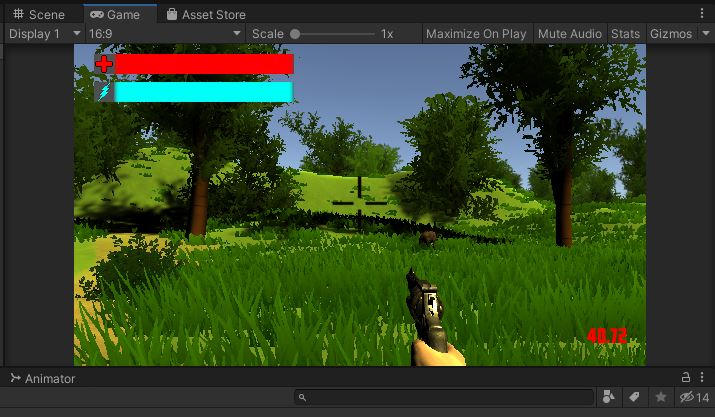 Scene Game Asset Store
Display 1 16:9 Scale 1x Maximize On Play Mute Audio Stats Gizmos
40.72
Animator
14